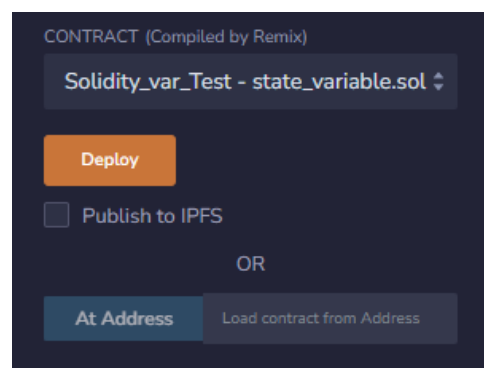 CONTRACT (Compiled by Remix)
Solidity_var_Test - state_variable.sol
Deploy
Publish to IPFS
OR
At Address Load contract from Address